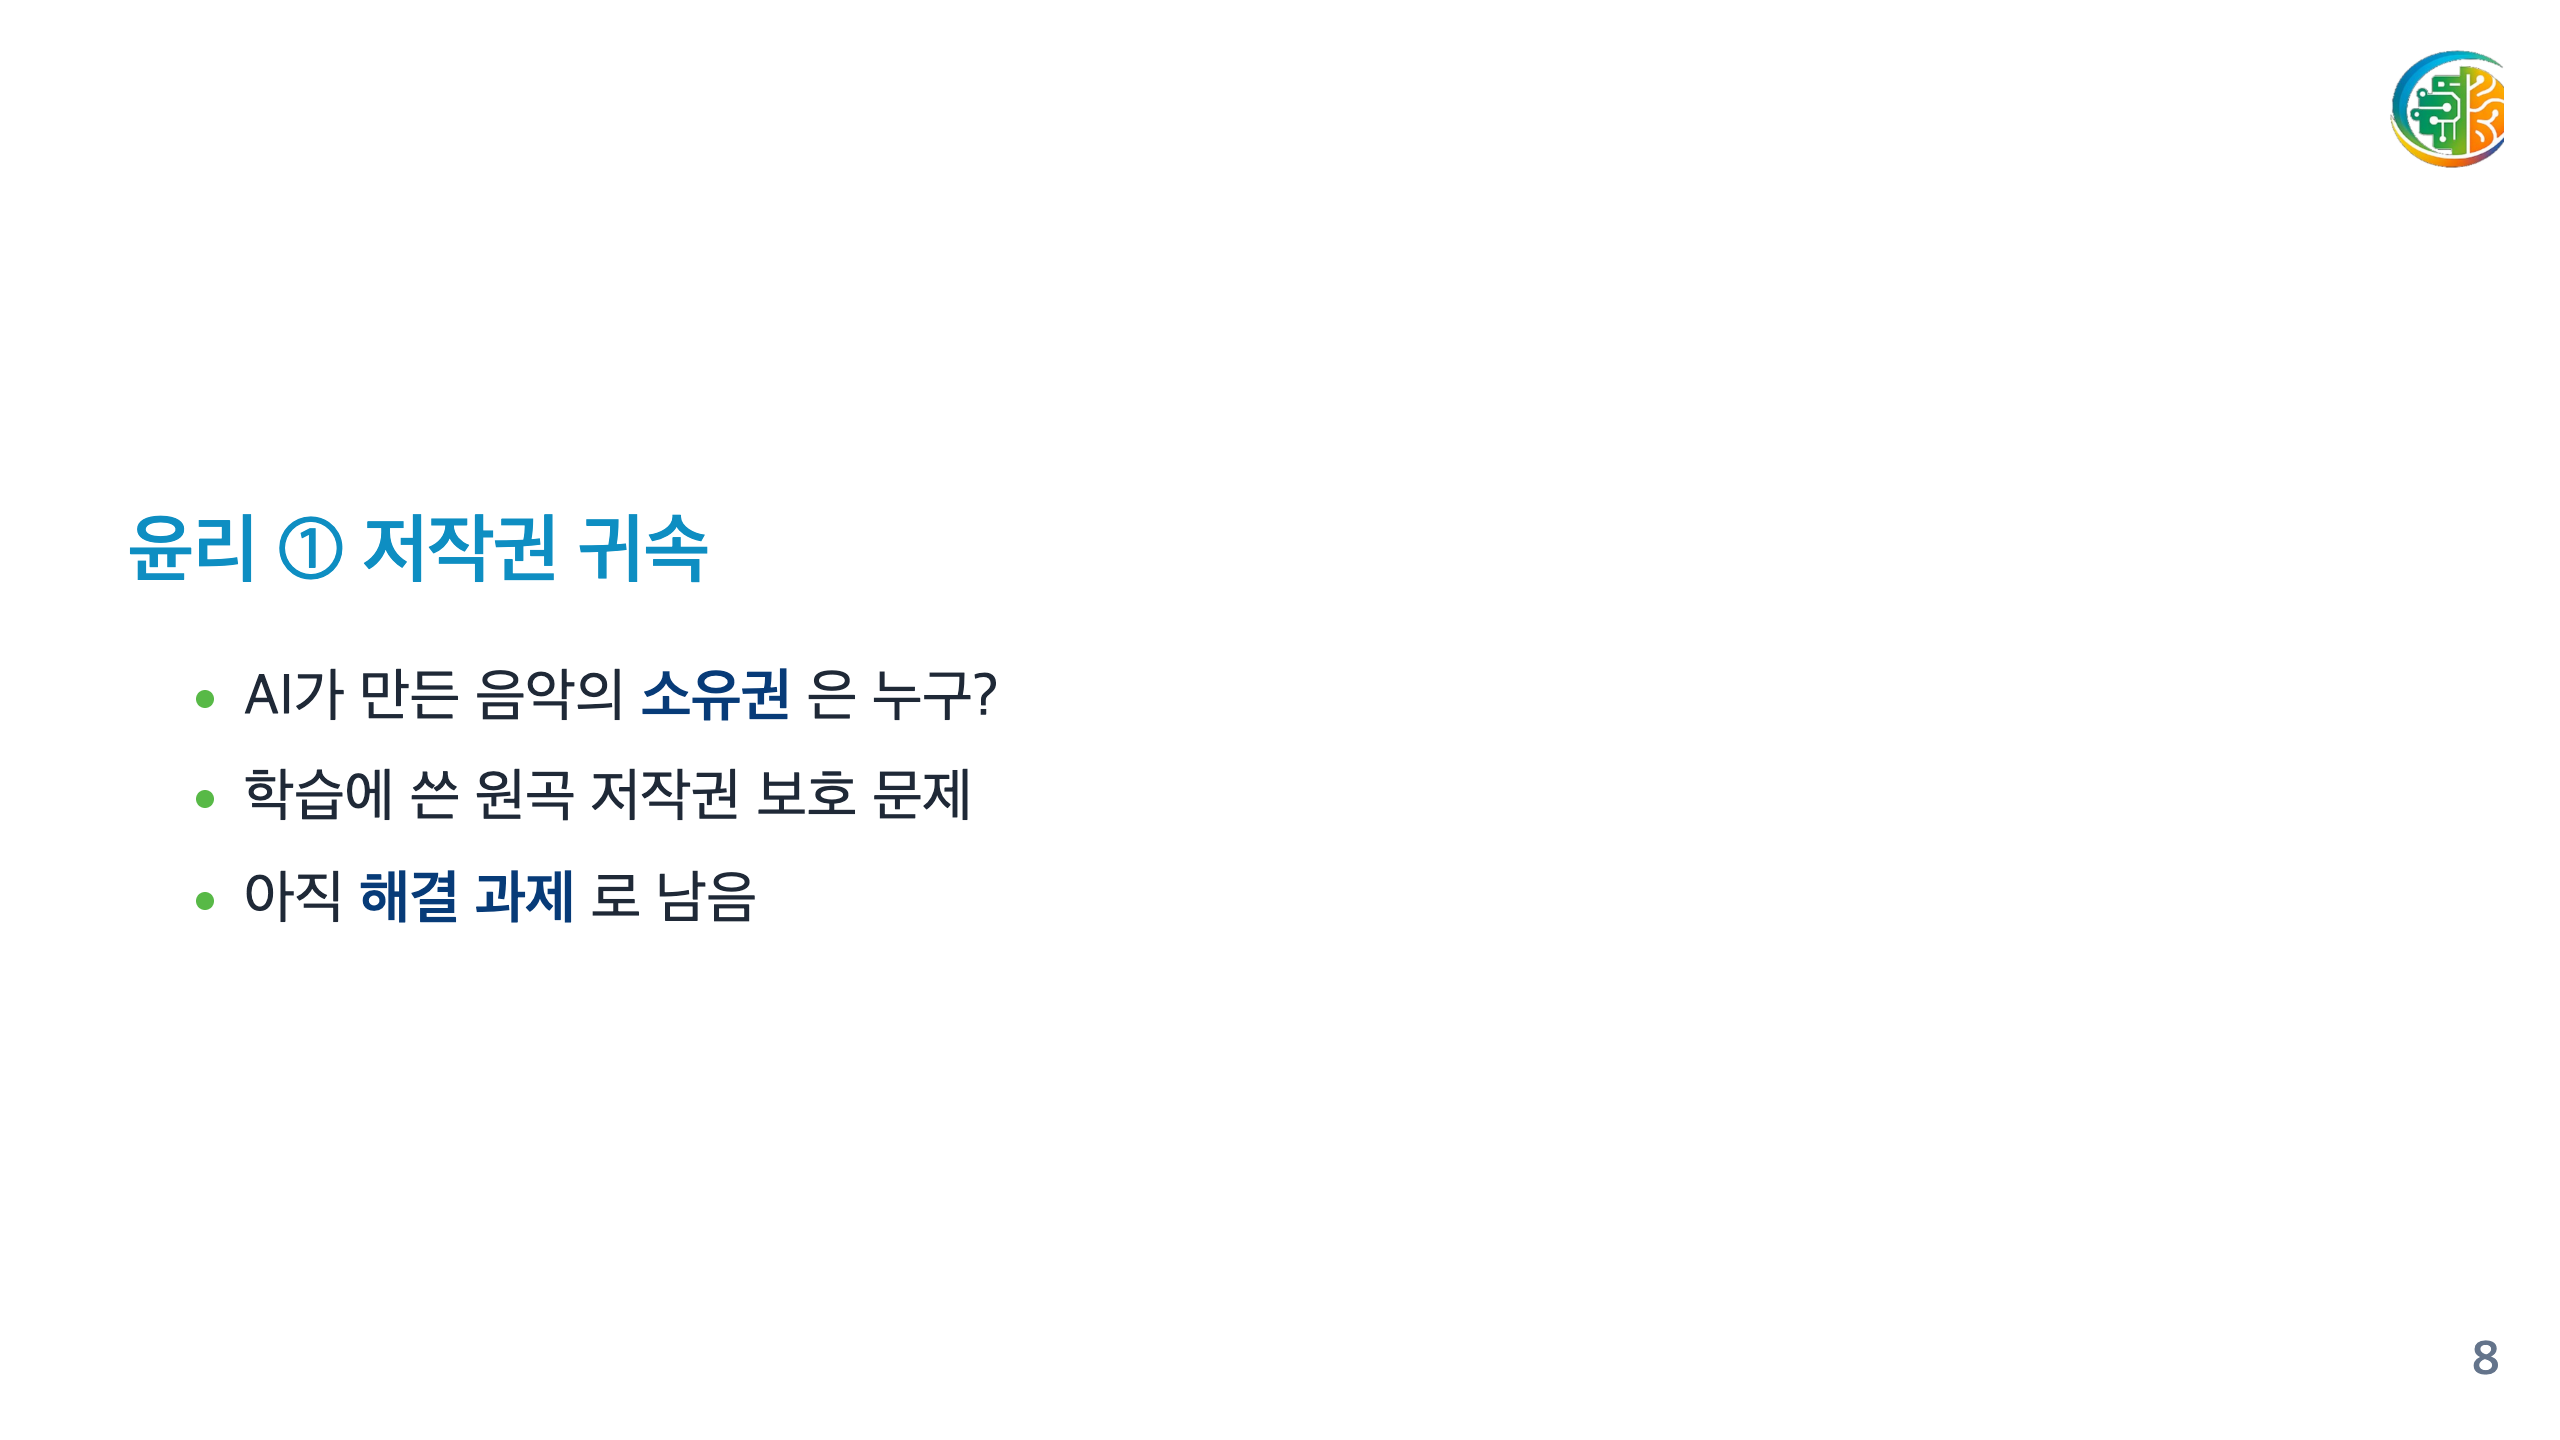 윤리 ① 저작권 귀속
• AI가 만든 음악의 소유권 은 누구?
• 학습에 쓴 원곡 저작권 보호 문제
• 아직 해결 과제 로 남음
8